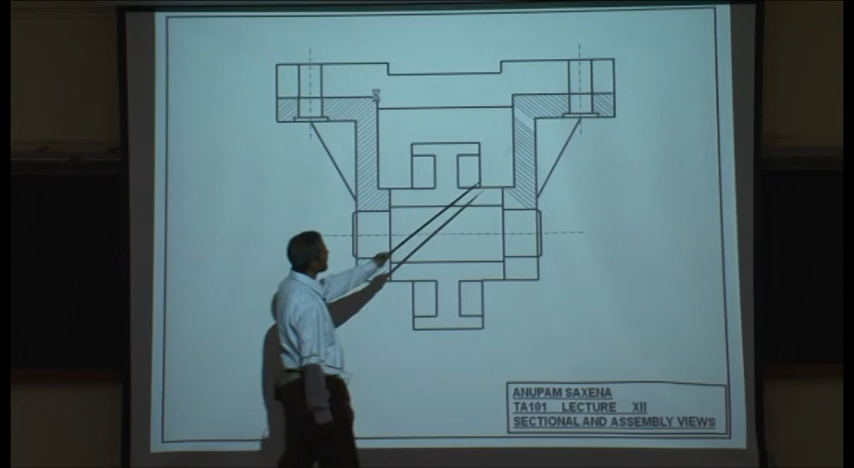 ANUPAM SAXENA
TA101 LECTURE XII
SECTIONAL AND ASSEMBLY VIEWS